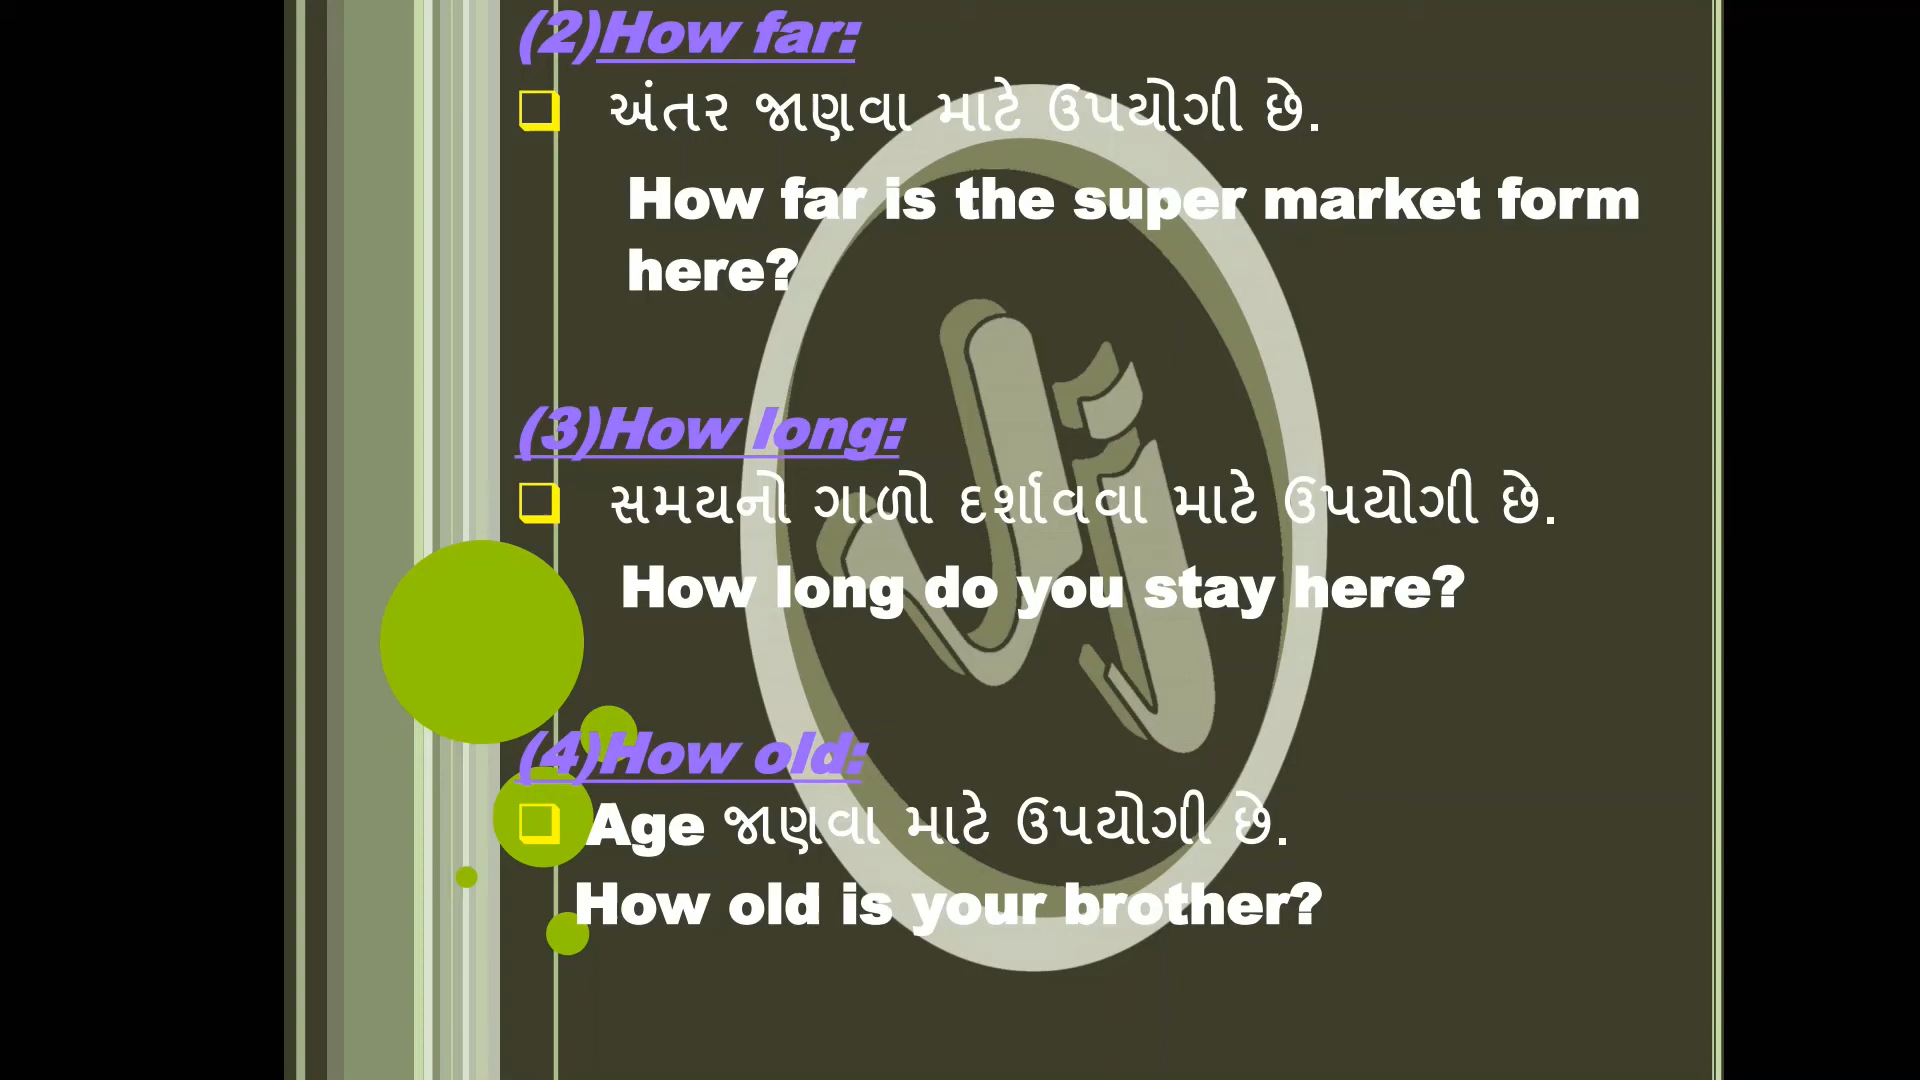 (2)How far:
❑ અંતર જાણવા માટે ઉપયોગી છે.
How far is the super market form
here?
(3)How long:
❑ સમયનો ગાળો દર્શાવવા માટે ઉપયોગી છે.
How long do you stay here?
(4)How old:
❑ Age જાણવા માટે ઉપયોગી છે.
How old is your brother?